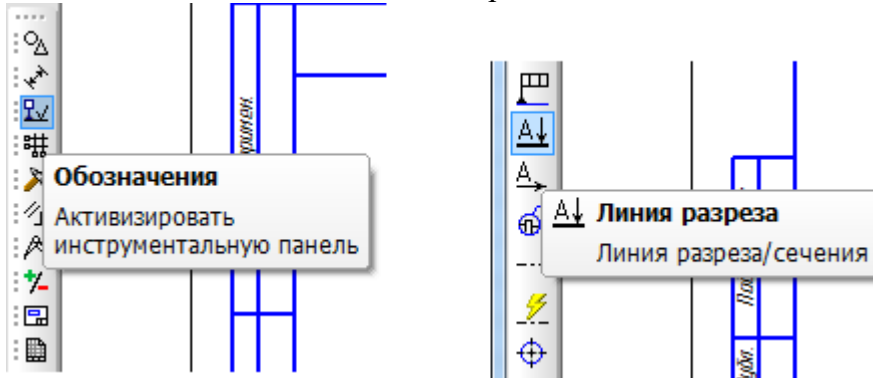 Обозначения
Активизировать
инструментальную панель
Линия разреза
Линия разреза/сечения